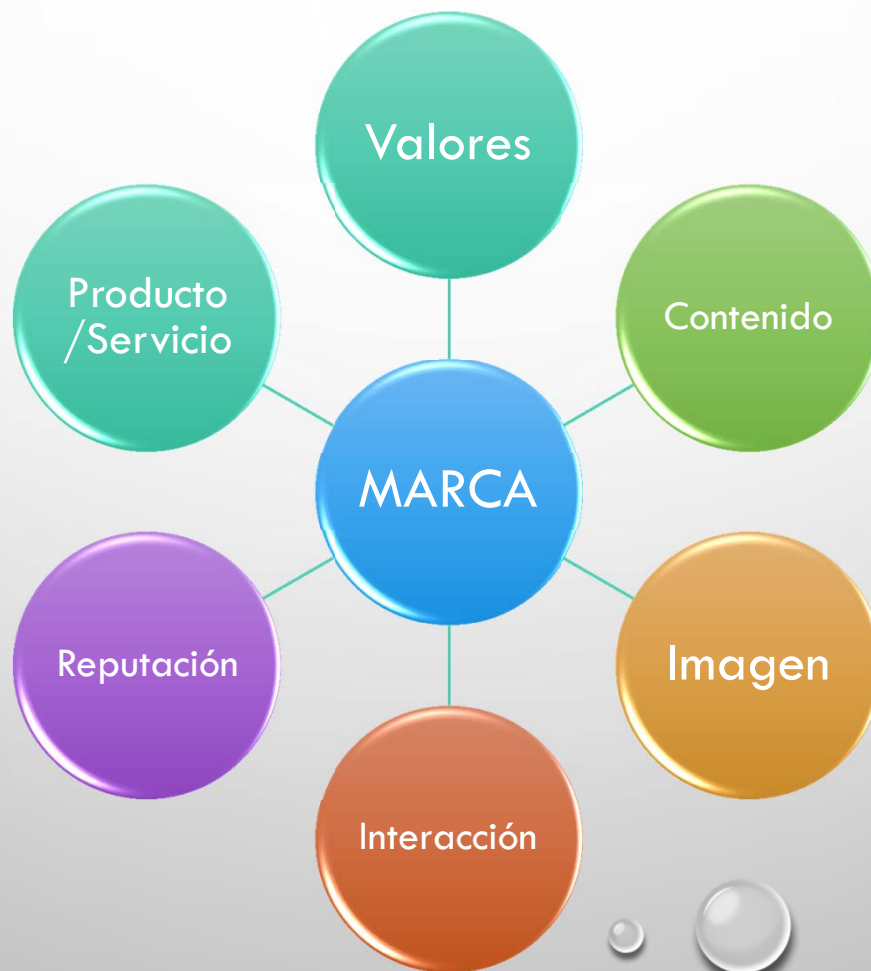 Valores
Producto
/Servicio
Contenido
MARCA
Reputación
Imagen
Interacción